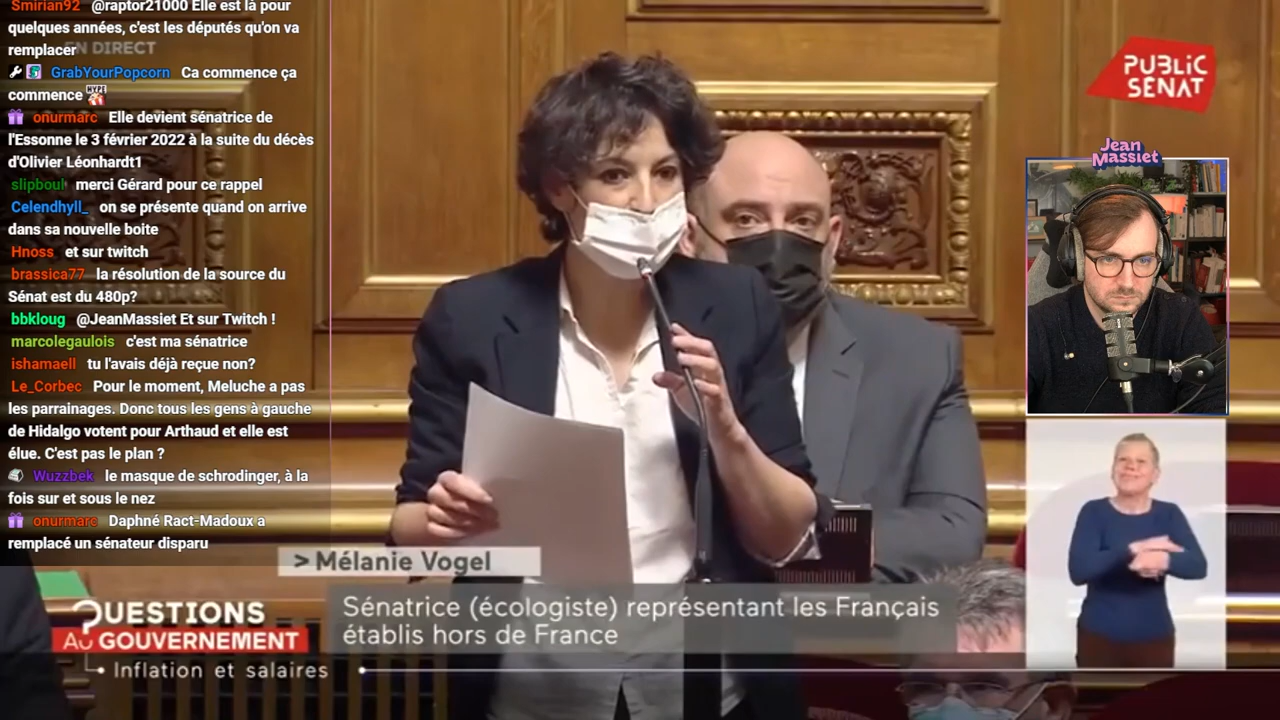 Smirian92 @raptor21000 Elle est là pour
quelques années, c'est les députés qu'on va
remplacer
EN DIRECT
GrabYourPopcorn Ca commence ça
commence HYPE
onurmarc Elle devient sénatrice de
l'Essonne le 3 février 2022 à la suite du décès
d'Olivier Léonhardt1
slipboul merci Gérard pour ce rappel
Celendhyll_ on se présente quand on arrive
dans sa nouvelle boite
Hnoss et sur twitch
brassica77 la résolution de la source du
Sénat est du 480p?
bbkloug @JeanMassiet Et sur Twitch !
marcolegaulois c'est ma sénatrice
ishamaell tu l'avais déjà reçue non?
Le_Corbec Pour le moment, Meluche a pas
les parrainages. Donc tous les gens à gauche
de Hidalgo votent pour Arthaud et elle est
élue. C'est pas le plan ?
Wuzzbek le masque de schrodinger, à la
fois sur et sous le nez
onurmarc Daphné Ract-Madoux a
remplacé un sénateur disparu
PUBLIC
SÉNAT
Jean
Massiet
> Mélanie Vogel
Sénatrice (écologiste) représentant les Français
établis hors de France
?UESTIONS
AU GOUVERNEMENT
Inflation et salaires